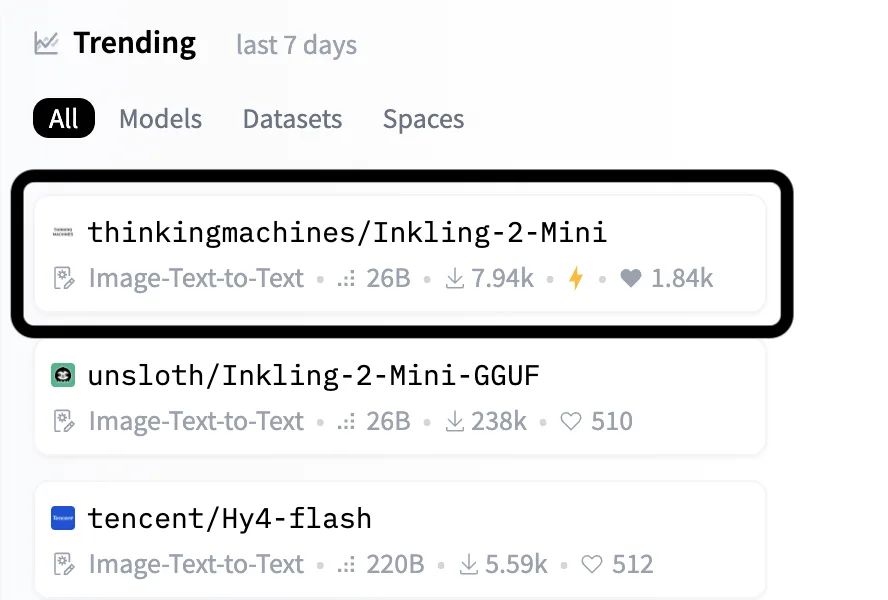 Trending last 7 days
All Models Datasets Spaces
thinkingmachines/Inkling-2-Mini
Image-Text-to-Text • 26B • 7.94k • 1.84k
unsloth/Inkling-2-Mini-GGUF
Image-Text-to-Text • 26B • 238k • 510
tencent/Hy4-flash
Image-Text-to-Text • 220B • 5.59k • 512